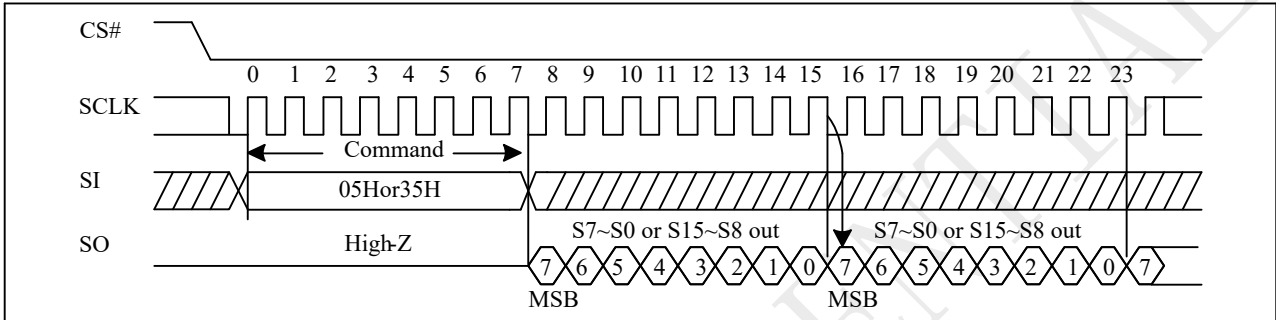 CS#
0 1 2 3 4 5 6 7 8 9 10 11 12 13 14 15 16 17 18 19 20 21 22 23
SCLK
Command
SI
05Hor35H
S7~S0 or S15~S8 out S7~S0 or S15~S8 out
SO
High-Z
7 6 5 4 3 2 1 0 7 6 5 4 3 2 1 0 7
MSB MSB